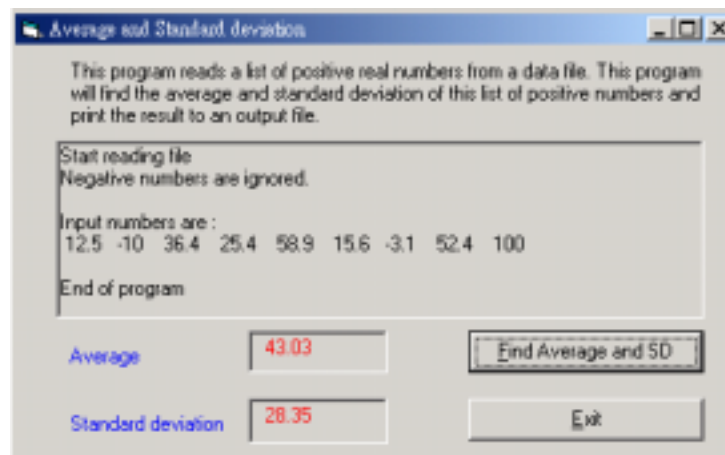 Average and Standard deviation
This program reads a list of positive real numbers from a data file. This program
will find the average and standard deviation of this list of positive numbers and
print the result to an output file.
Start reading file
Negative numbers are ignored.
Input numbers are :
12.5 -10 36.4 25.4 58.9 15.6 -3.1 52.4 100
End of program
Average 43.03 Find Average and SD
Standard deviation 28.35 Exit